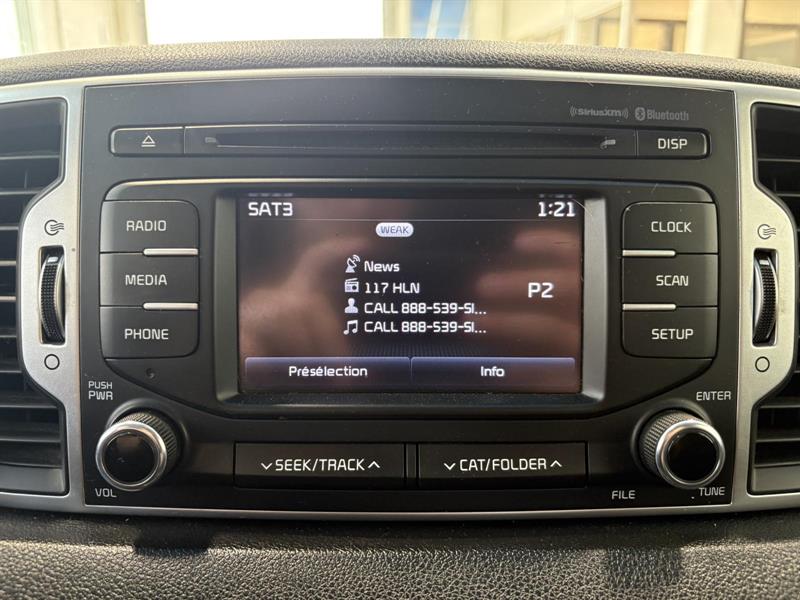 ((SiriusXM)) Bluetooth
DISP
RADIO
MEDIA
PHONE
SAT3 1:21
WEAK
News
117 HLN
CALL 888-539-SI...
CALL 888-539-SI...
P2
Présélection Info
CLOCK
SCAN
SETUP
PUSH
PWR
ENTER
SEEK/TRACK
CAT/FOLDER
VOL
FILE
TUNE